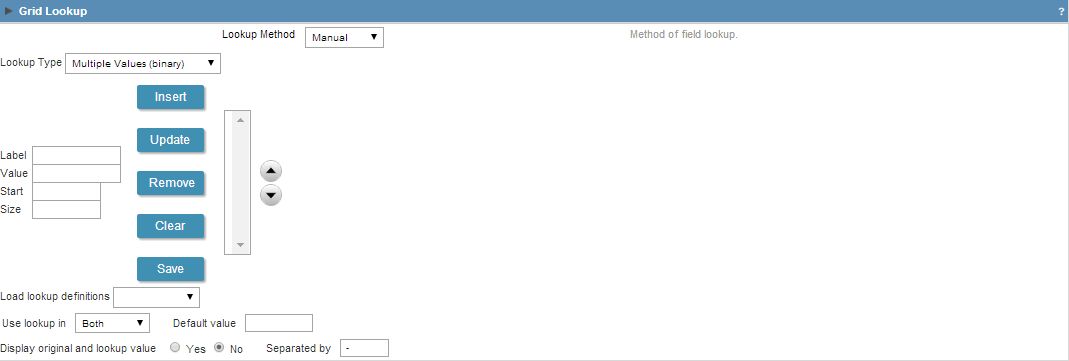 Grid Lookup ?
Lookup Method Manual Method of field lookup.
Lookup Type Multiple Values (binary)
Insert
Update
Label
Value
Remove
Start
Size
Clear
Save
Load lookup definitions
Use lookup in Both Default value
Display original and lookup value Yes No Separated by -